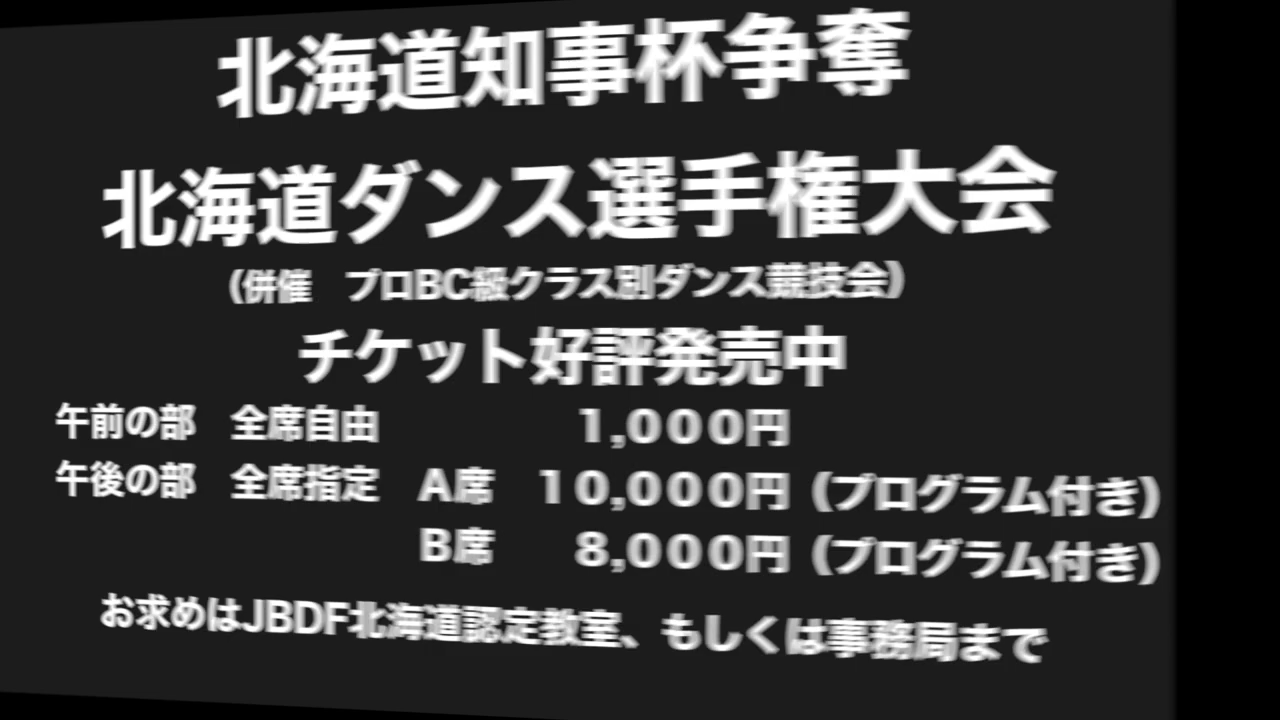 北海道知事杯争奪
北海道ダンス選手権大会
（併催　プロBC級クラス別ダンス競技会）
チケット好評発売中
午前の部　全席自由　1,000円
午後の部　全席指定　A席　10,000円（プログラム付き）
B席　8,000円（プログラム付き）
お求めはJBDF北海道認定教室、もしくは事務局まで